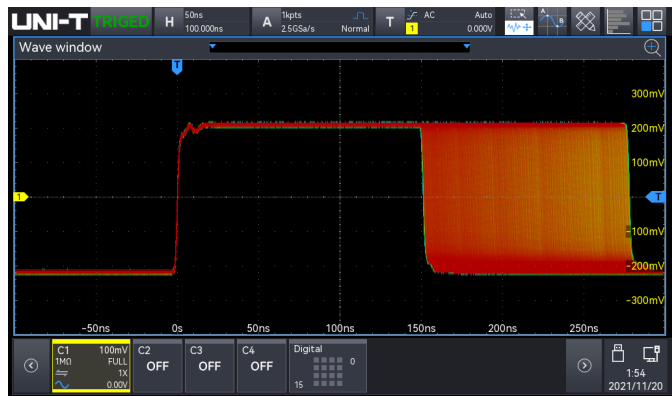 UNI-T TRIGED H 50ns 100.000ns A 1kpts 2.5GSa/s Normal T AC 1 Auto 0.000V A B
Wave window
T
300mV
200mV
100mV
1 T
-100mV
-200mV
-300mV
-50ns 0s 50ns 100ns 150ns 200ns 250ns
C1 100mV C2 C3 C4 Digital
1MΩ FULL OFF OFF OFF 0
1X
0.00V 15
1:54
2021/11/20